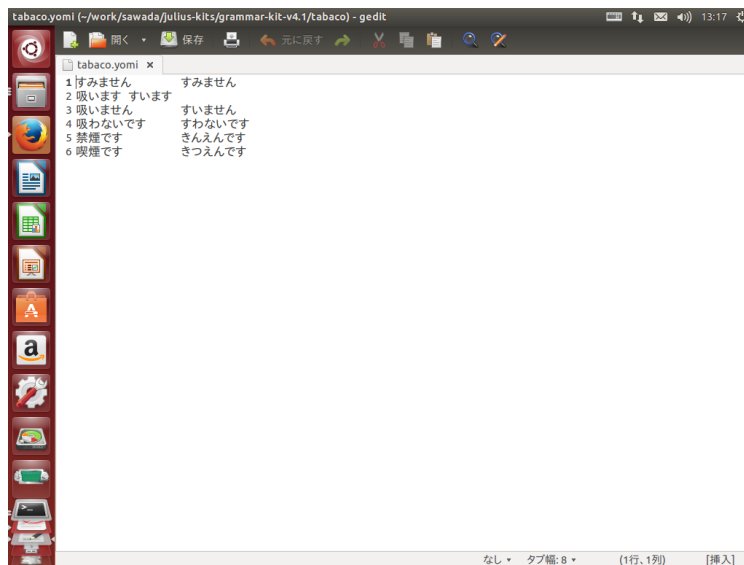 tabaco.yomi (~/work/sawada/julius-kits/grammar-kit-v4.1/tabaco) - gedit 13:17
開く 保存 元に戻す
tabaco.yomi ×
1 すみません すみません
2 吸います すいます
3 吸いません すいません
4 吸わないです すわないです
5 禁煙です きんえんです
6 喫煙です きつえんです
なし タブ幅: 8 (1行、1列) [挿入]